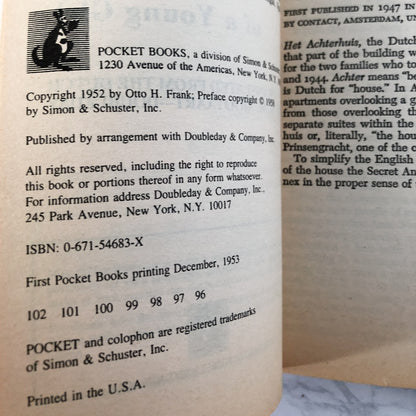 of a Young
POCKET BOOKS, a division of Simon &
1230 Avenue of the Americas, New York, N.Y.
Copyright 1952 by Otto H. Frank; Preface copyright © 1958
by Simon & Schuster, Inc.
Published by arrangement with Doubleday & Company, Inc.
All rights reserved, including the right to reproduce
this book or portions thereof in any form whatsoever.
For information address Doubleday & Company, Inc.,
245 Park Avenue, New York, N.Y. 10017
ISBN: 0-671-54683-X
First Pocket Books printing December, 1953
102 101 100 99 98 97 96
POCKET and colophon are registered trademarks
of Simon & Schuster, Inc.
Printed in the U.S.A.
FIRST PUBLISHED IN 1947 IN
BY CONTACT, AMSTERDAM,
Het Achterhuis, the Dutch
that part of the building
for the two families who to
and 1944. Achter means
is Dutch for "house." In A
apartments overlooking a g
from those overlooking th
separate suites within the
huis or, literally, "the hou
Prinsengracht, one of the c
To simplify the English
of the house the Secret An-
nex in the proper sense of